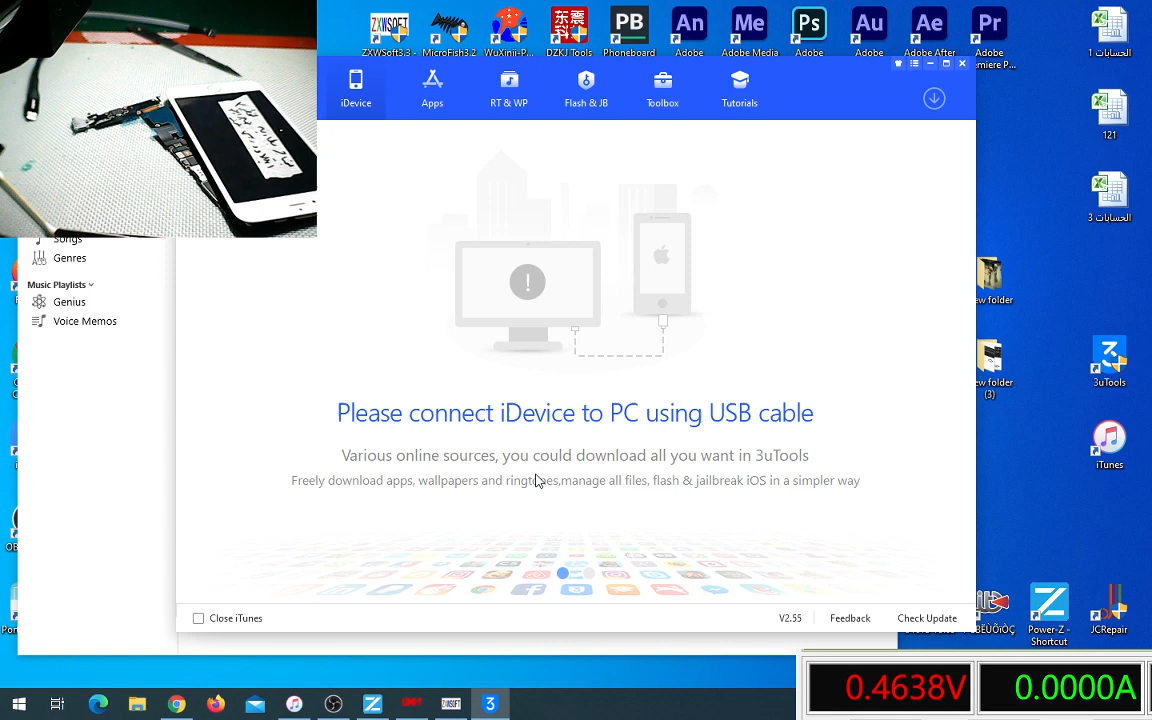 ZXWSoft3.3 -
MicroFish3.2
WuXinji-P...
东震科
DZKJ Tools
PB
Phoneboard
An
Adobe
Me
Adobe Media
Ps
Adobe
Au
Adobe
Ae
Adobe After
Pr
Adobe
emiere P...
الحسابات 1
iDevice
Apps
RT & WP
Flash & JB
Toolbox
Tutorials
121
الحسابات 3
Songs
Genres
Music Playlists
Genius
Voice Memos
ew folder
ew folder
(3)
3uTools
iTunes
Please connect iDevice to PC using USB cable
Various online sources, you could download all you want in 3uTools
Freely download apps, wallpapers and ringtones,manage all files, flash & jailbreak iOS in a simpler way
Close iTunes
V2.55
Feedback
Check Update
Power-Z -
Shortcut
JCRepair
0.4638V
0.0000A